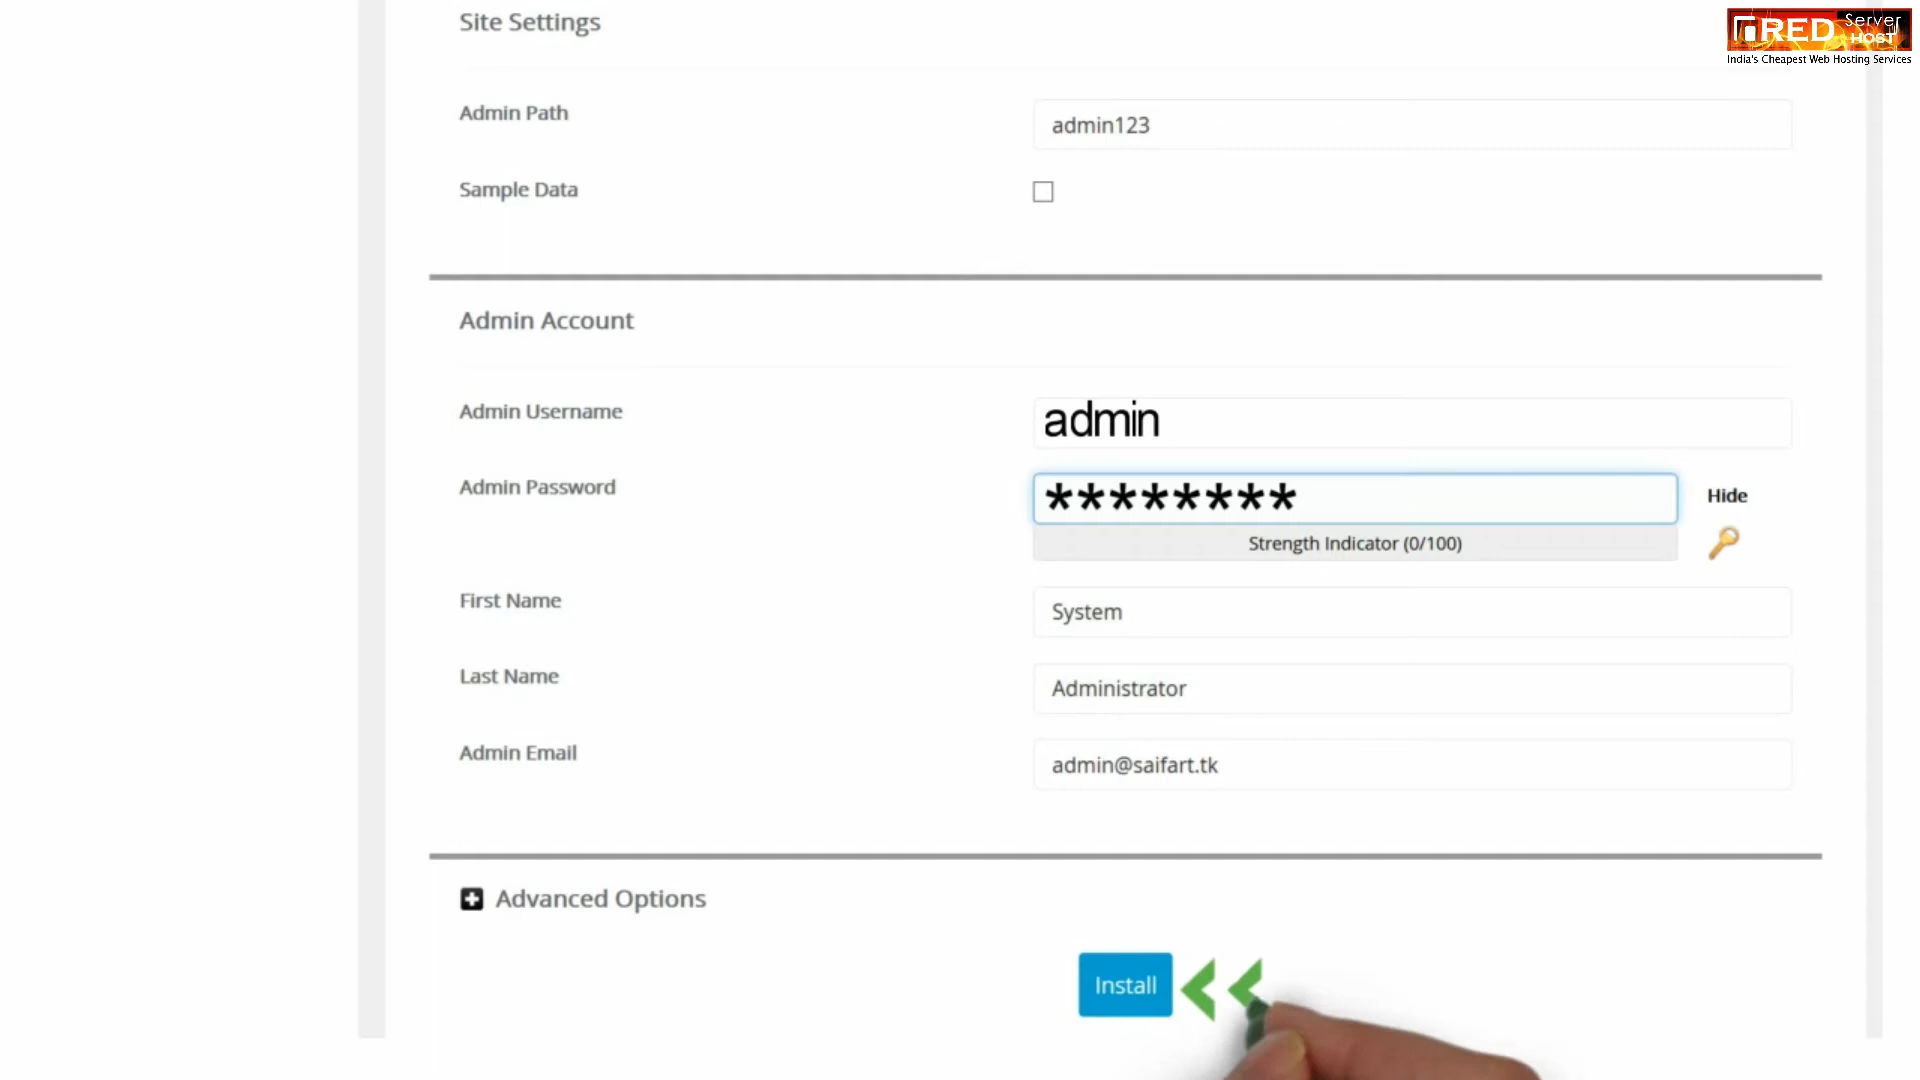 Site Settings
RED Server HOST
India's Cheapest Web Hosting Services
Admin Path
admin123
Sample Data
Admin Account
Admin Username
admin
Admin Password
********
Hide
Strength Indicator (0/100)
First Name
System
Last Name
Administrator
Admin Email
admin@saifart.tk
Advanced Options
Install